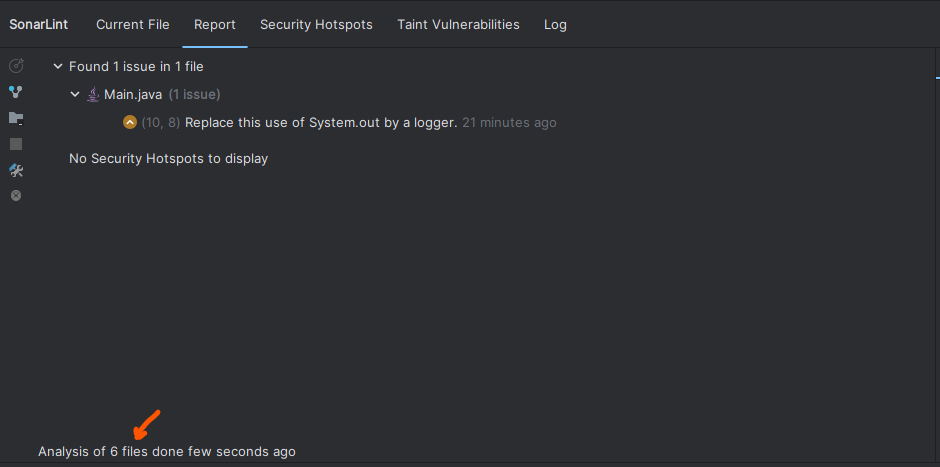 SonarLint Current File Report Security Hotspots Taint Vulnerabilities Log
Found 1 issue in 1 file
Main.java (1 issue)
(10, 8) Replace this use of System.out by a logger. 21 minutes ago
No Security Hotspots to display
Analysis of 6 files done few seconds ago